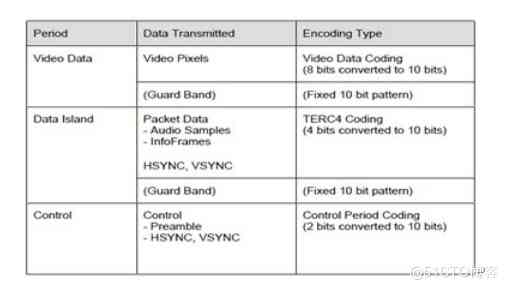 Period Data Transmitted Encoding Type
Video Data Video Pixels Video Data Coding
(8 bits converted to 10 bits)
(Guard Band) (Fixed 10 bit pattern)
Data Island Packet Data TERC4 Coding
- Audio Samples (4 bits converted to 10 bits)
- InfoFrames
HSYNC, VSYNC
(Guard Band) (Fixed 10 bit pattern)
Control Control Control Period Coding
- Preamble (2 bits converted to 10 bits)
- HSYNC, VSYNC
@51CTO博客